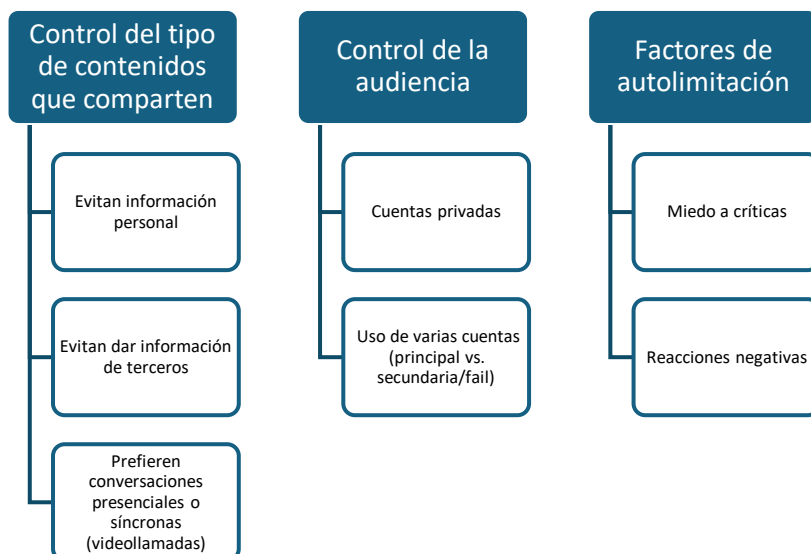 Control del tipo
de contenidos
que comparten
Evitan información
personal
Evitan dar información
de terceros
Prefieren
conversaciones
presenciales o
síncronas
(videollamadas)
Control de la
audiencia
Cuentas privadas
Uso de varias cuentas
(principal vs.
secundaria/fail)
Factores de
autolimitación
Miedo a críticas
Reacciones negativas